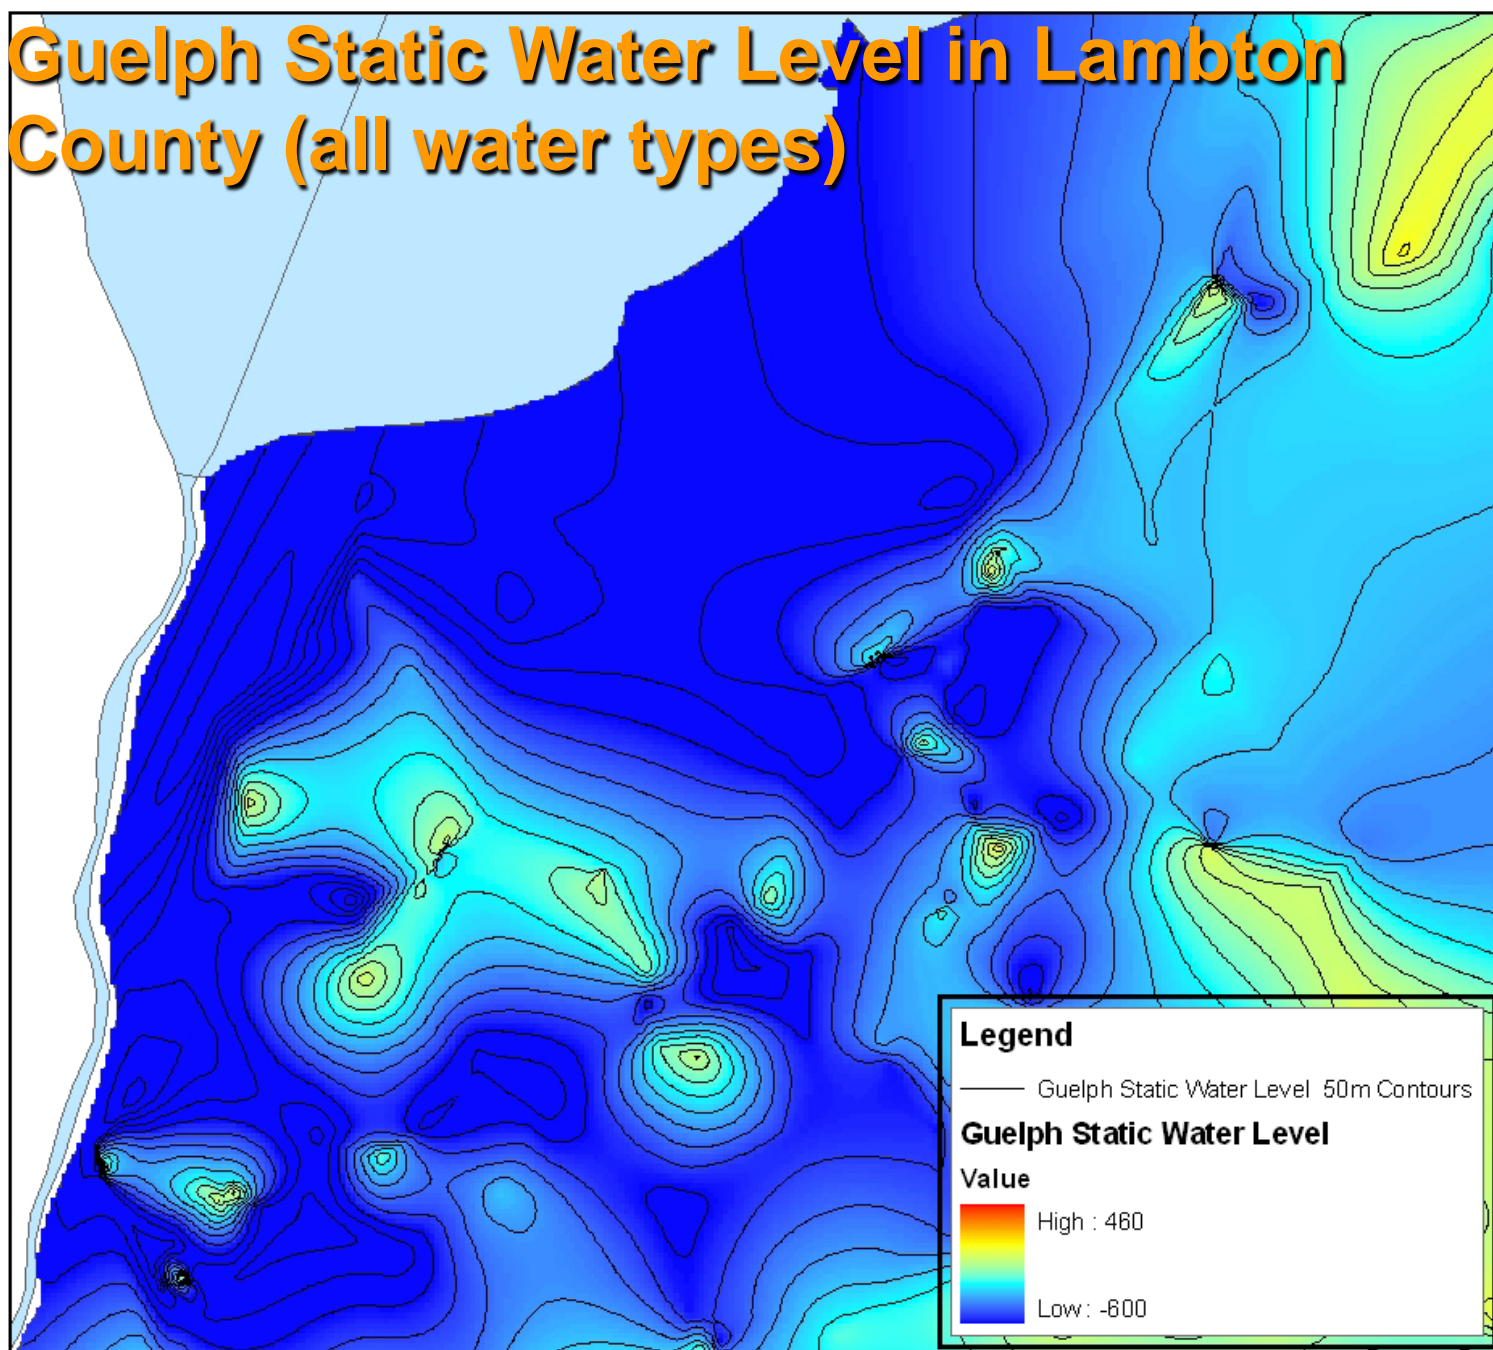 Guelph Static Water Level in Lambton
County (all water types)
Legend
Guelph Static Water Level 50m Contours
Guelph Static Water Level
Value
High : 460
Low : -600